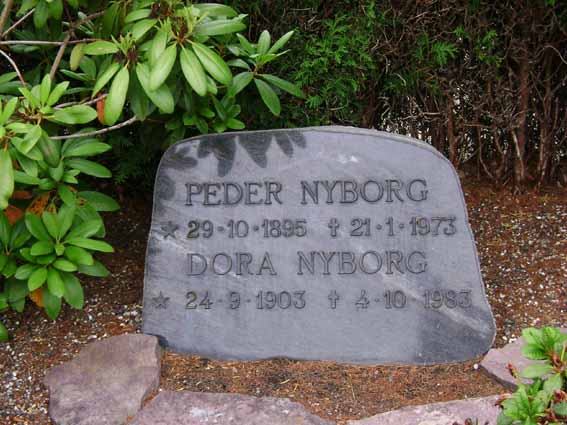 PEDER NYBORG
★ 29·10·1895 ✝ 21·1·1973
DORA NYBORG
★ 24·9·1903 ✝ 4·10·1983